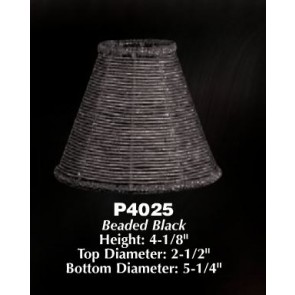 P4025
Beaded Black
Height: 4-1/8"
Top Diameter: 2-1/2"
Bottom Diameter: 5-1/4"